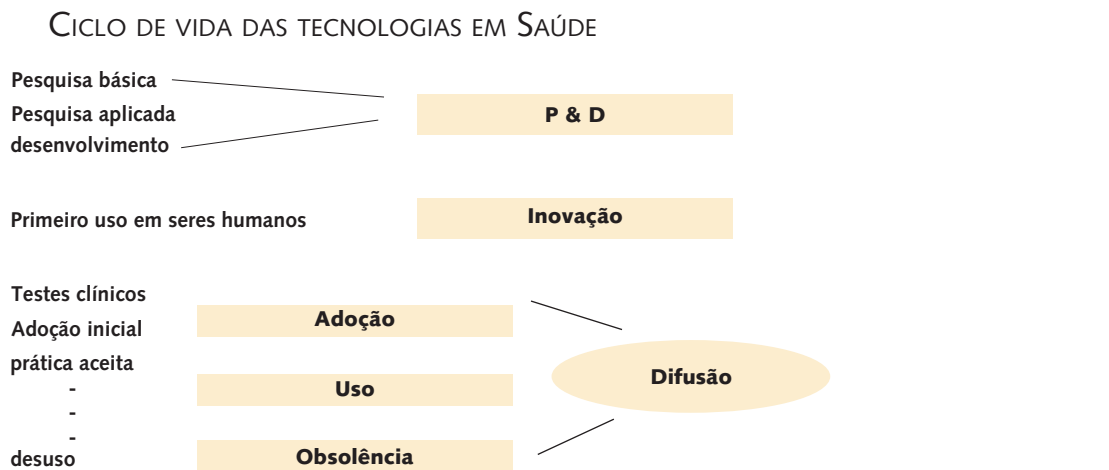 Ciclo de vida das tecnologias em Saúde
Pesquisa básica
Pesquisa aplicada
P & D
desenvolvimento
Primeiro uso em seres humanos
Inovação
Testes clínicos
Adoção inicial
Adoção
prática aceita
Difusão
-
Uso
-
-
desuso
Obsolência